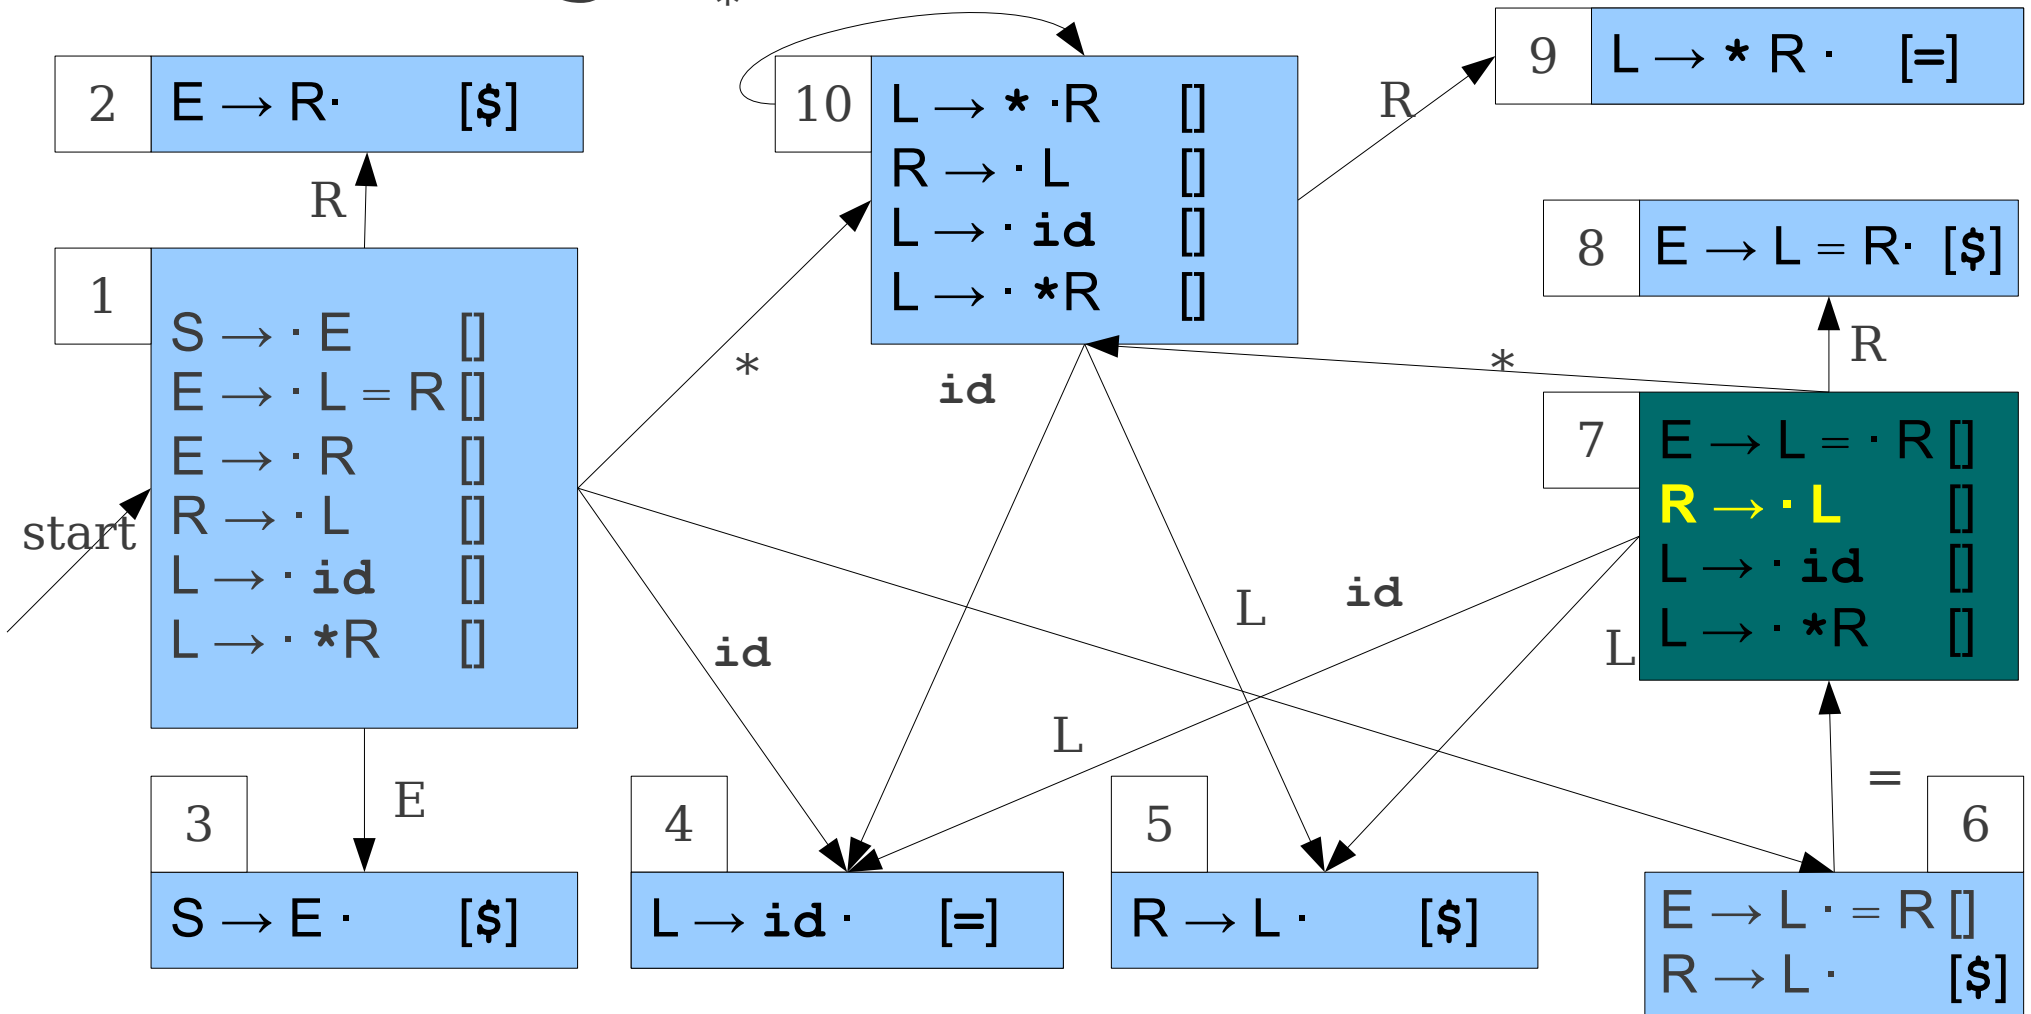 *
2
E → R· [$]
R
1
S → · E []
E → · L = R []
E → · R []
R → · L []
L → · id []
L → · *R []
start
E
3
S → E · [$]
10
L → * ·R []
R → · L []
L → · id []
L → · *R []
R
9
L → * R · [=]
8
E → L = R· [$]
R
*
*
id
7
E → L = · R []
R → · L []
L → · id []
L → · *R []
id
L
id
L
L
=
4
L → id · [=]
5
R → L · [$]
6
E → L · = R []
R → L · [$]